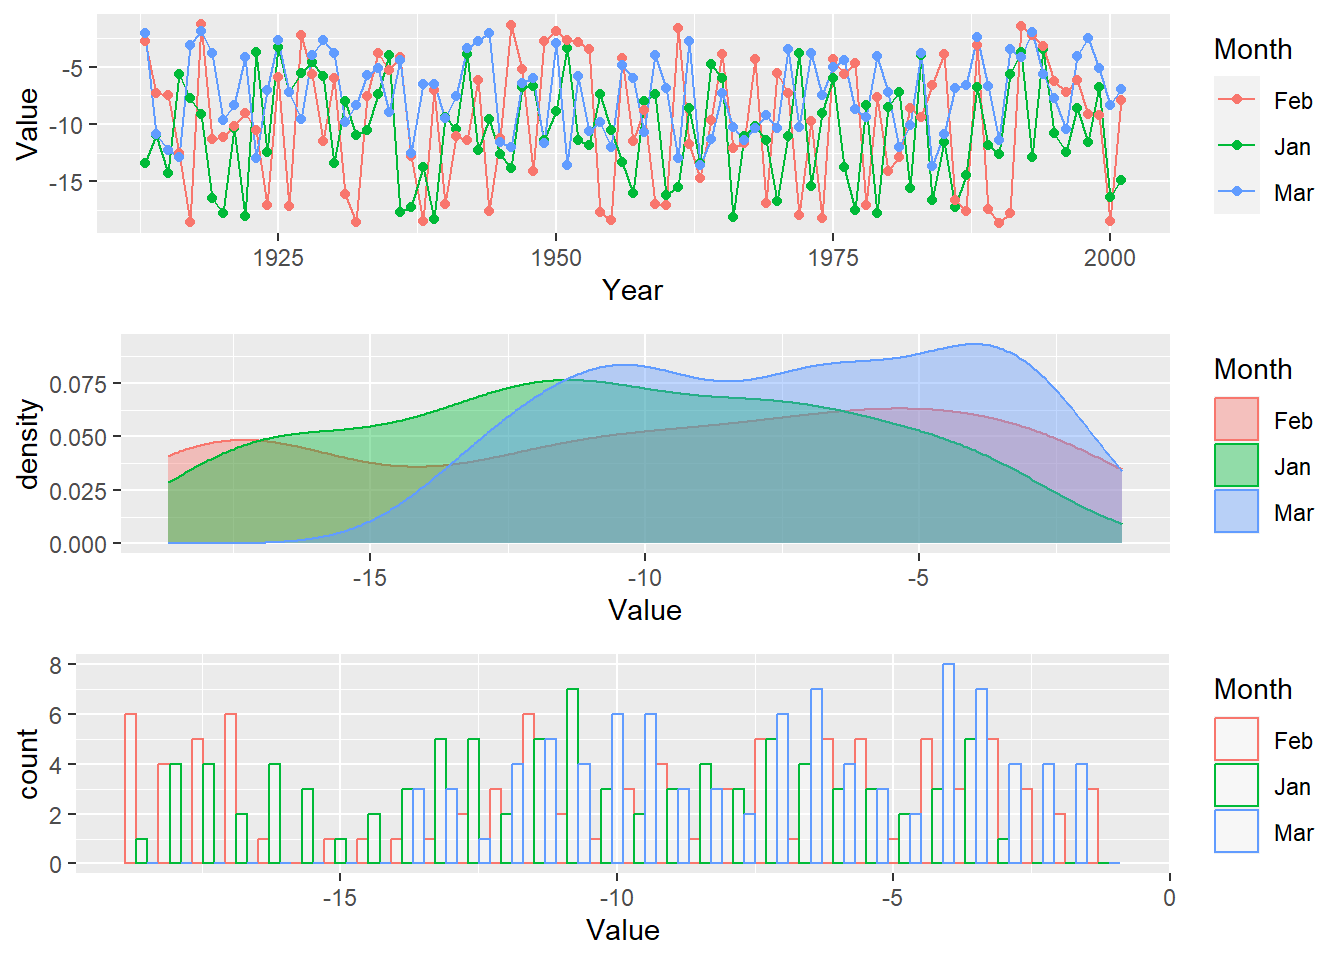 Value
-5
-10
-15
1925 1950 1975 2000
Year
Month
Feb
Jan
Mar
density
0.075
0.050
0.025
0.000
-15 -10 -5
Value
Month
Feb
Jan
Mar
count
8
6
4
2
0
-15 -10 -5 0
Value
Month
Feb
Jan
Mar